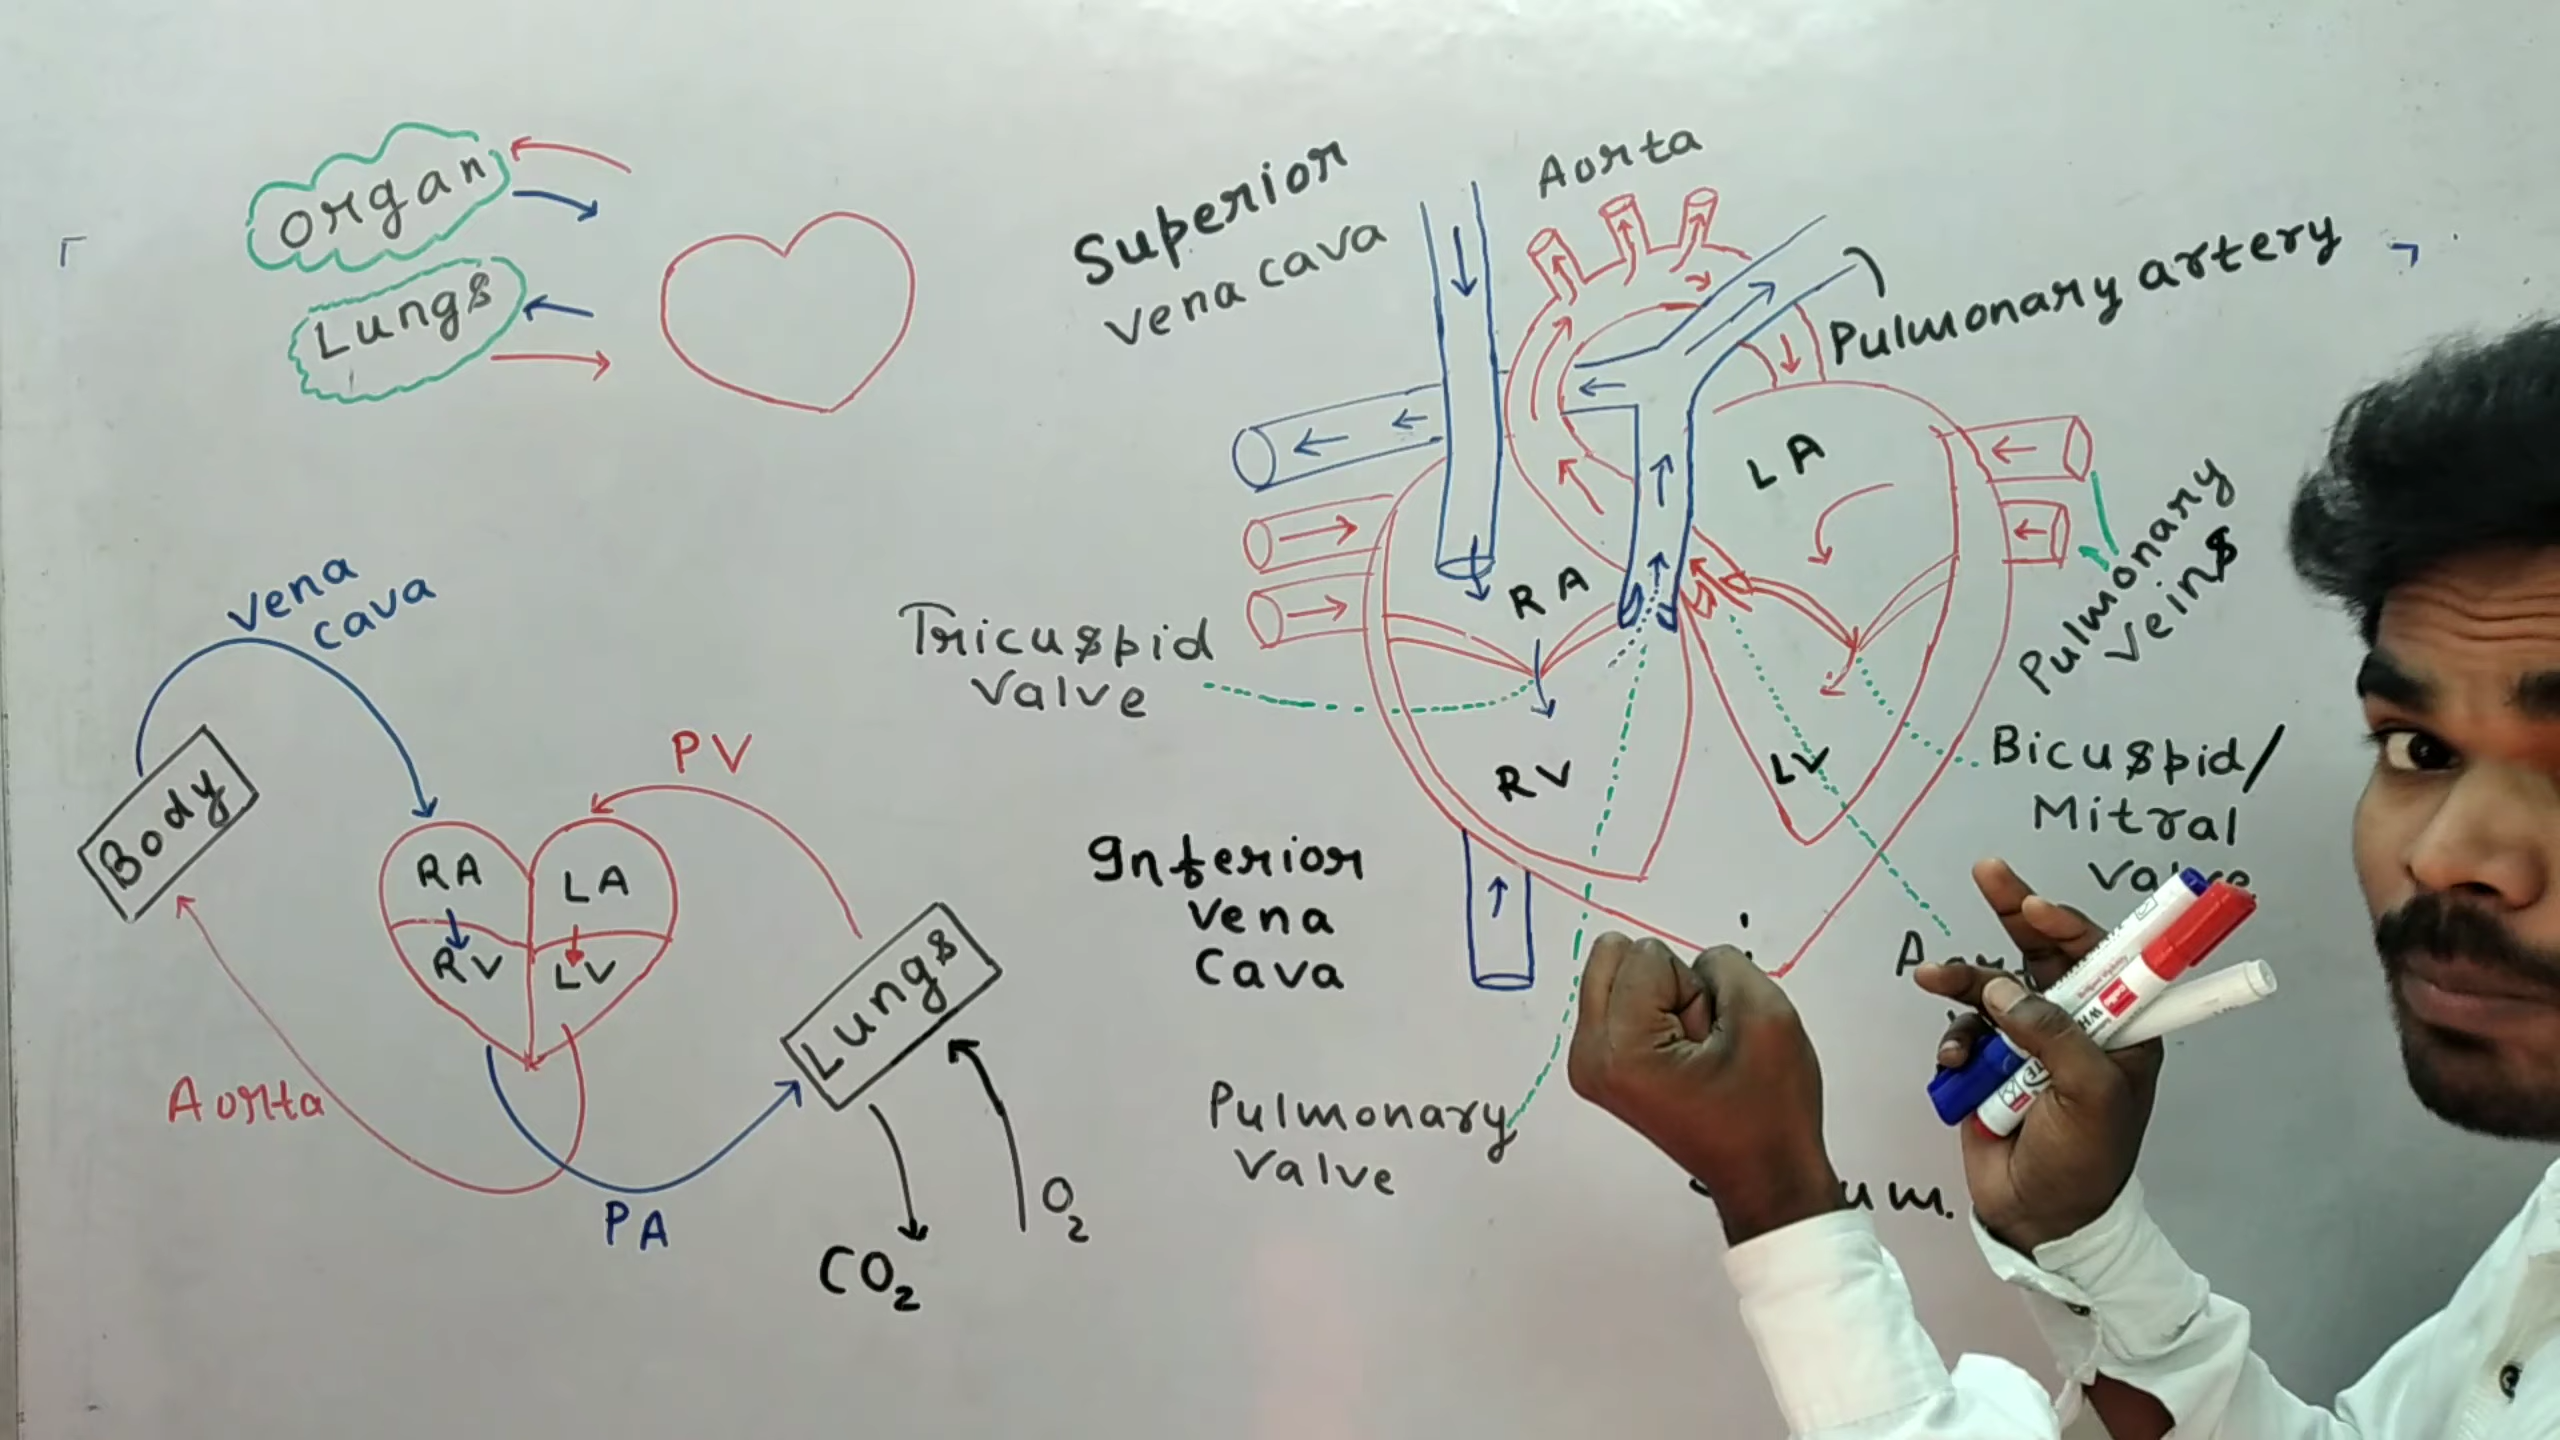 organ
Lungs
Vena
cava
Body
PV
RA
LA
RV
LV
Lungs
Aorta
PA
CO2
O2
Superior
Vena cava
Aorta
Pulmonary artery
LA
RA
Pulmonary
Veins
Tricuspid
Valve
RV
LV
Bicuspid/
Mitral
Inferior
Vena
Cava
Pulmonary
Valve